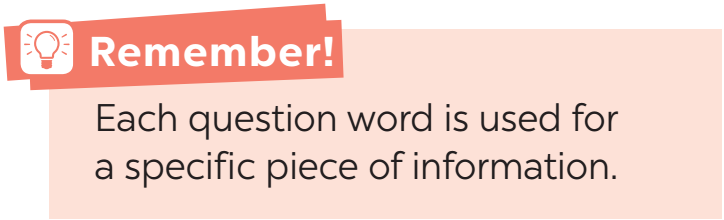 Remember!
Each question word is used for
a specific piece of information.